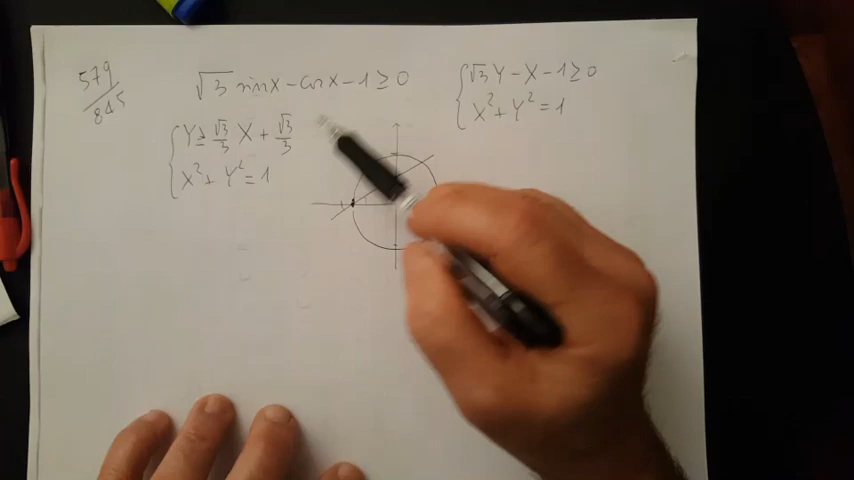 579/845
√3 sinx - cosx - 1 ≥ 0
{ √3 Y - X - 1 ≥ 0
X² + Y² = 1
{ Y ≥ √3/3 X + √3/3
X² + Y² = 1